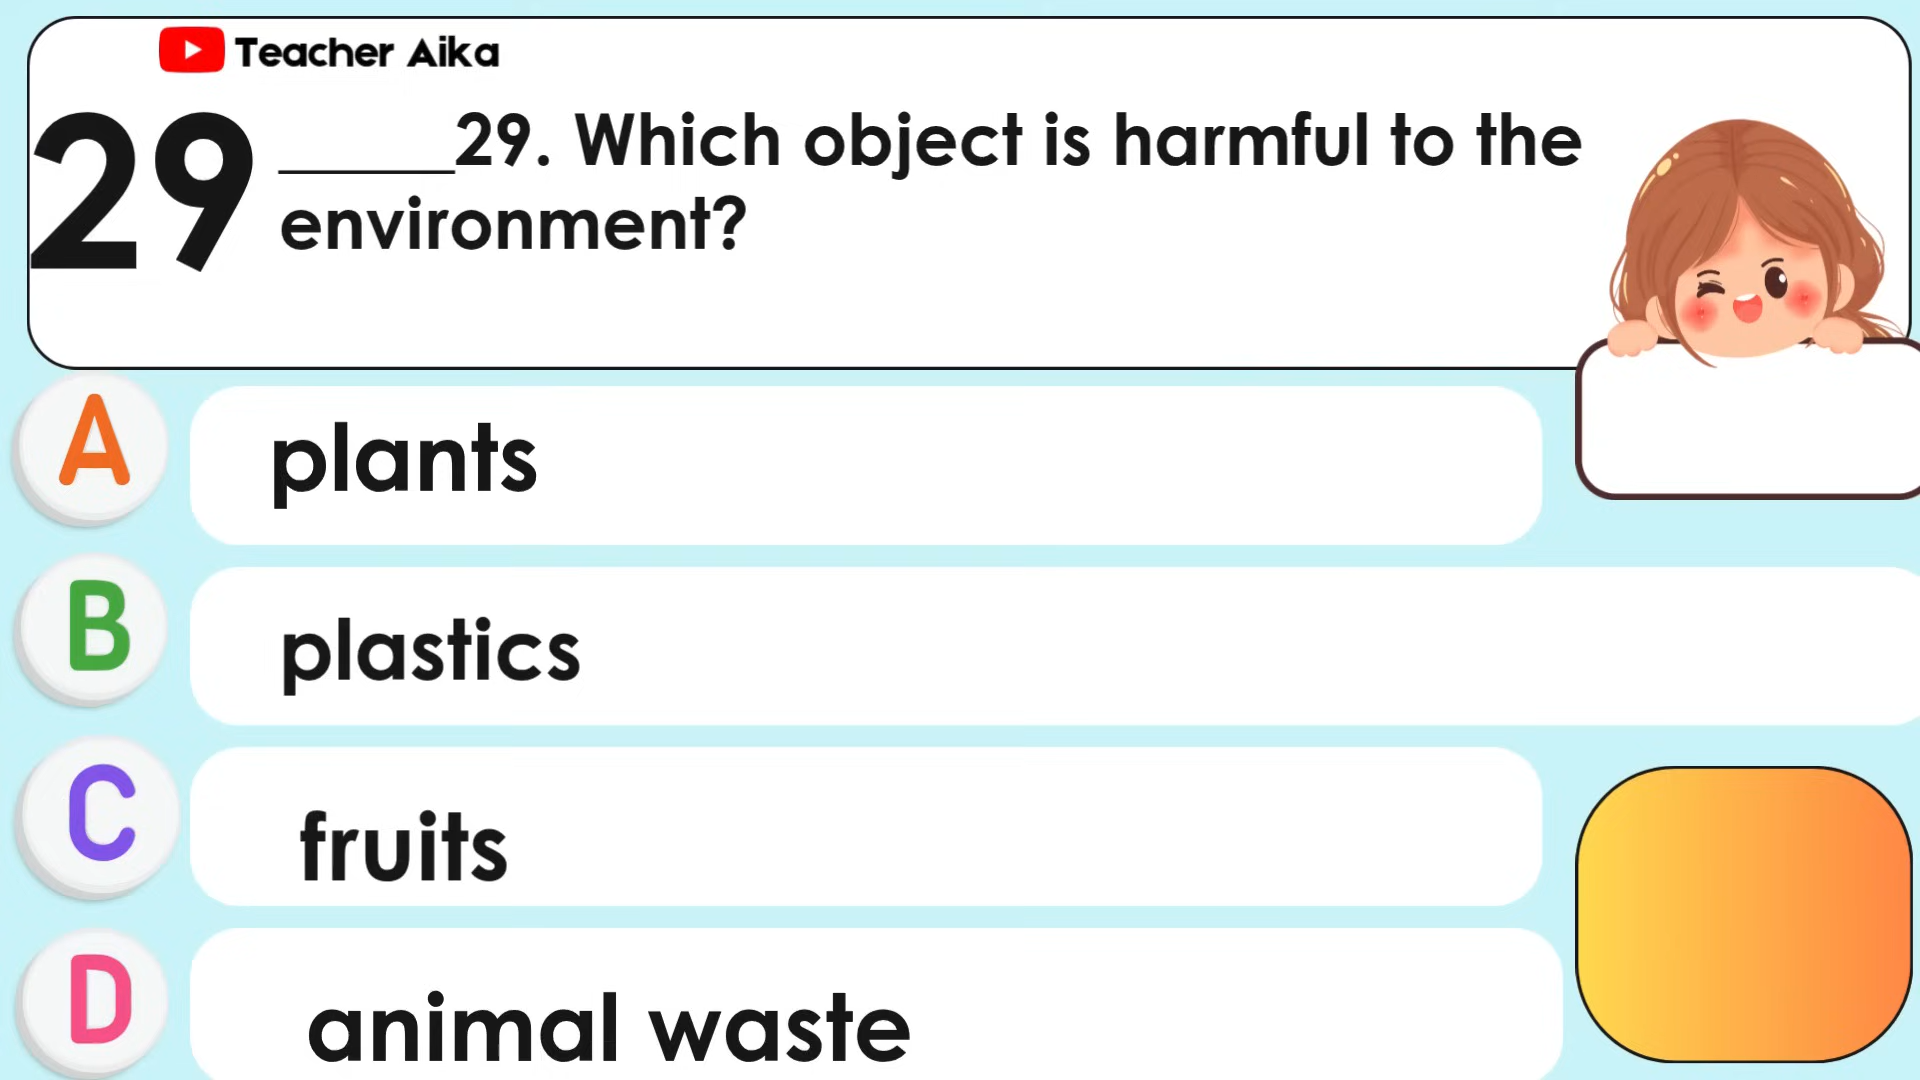 Teacher Aika
29
_____29. Which object is harmful to the
environment?
A
plants
B
plastics
C
fruits
D
animal waste